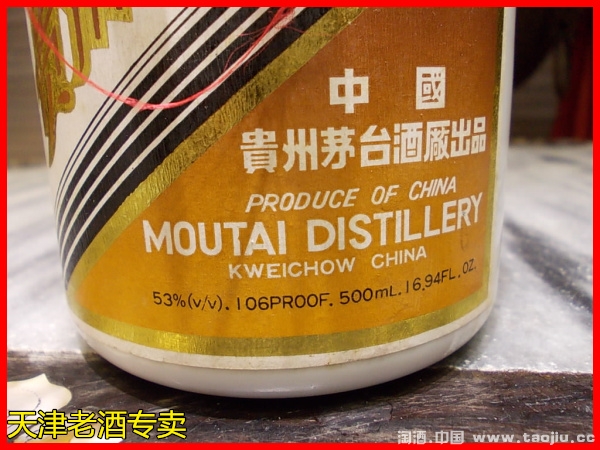 中國
貴州茅台酒廠出品
PRODUCE OF CHINA
MOUTAI DISTILLERY
KWEICHOW CHINA
53%(v/v). 106PROOF. 500mL. 16.94FL. OZ.
天津老酒专卖
淘酒.中国 www.taojiu.cc